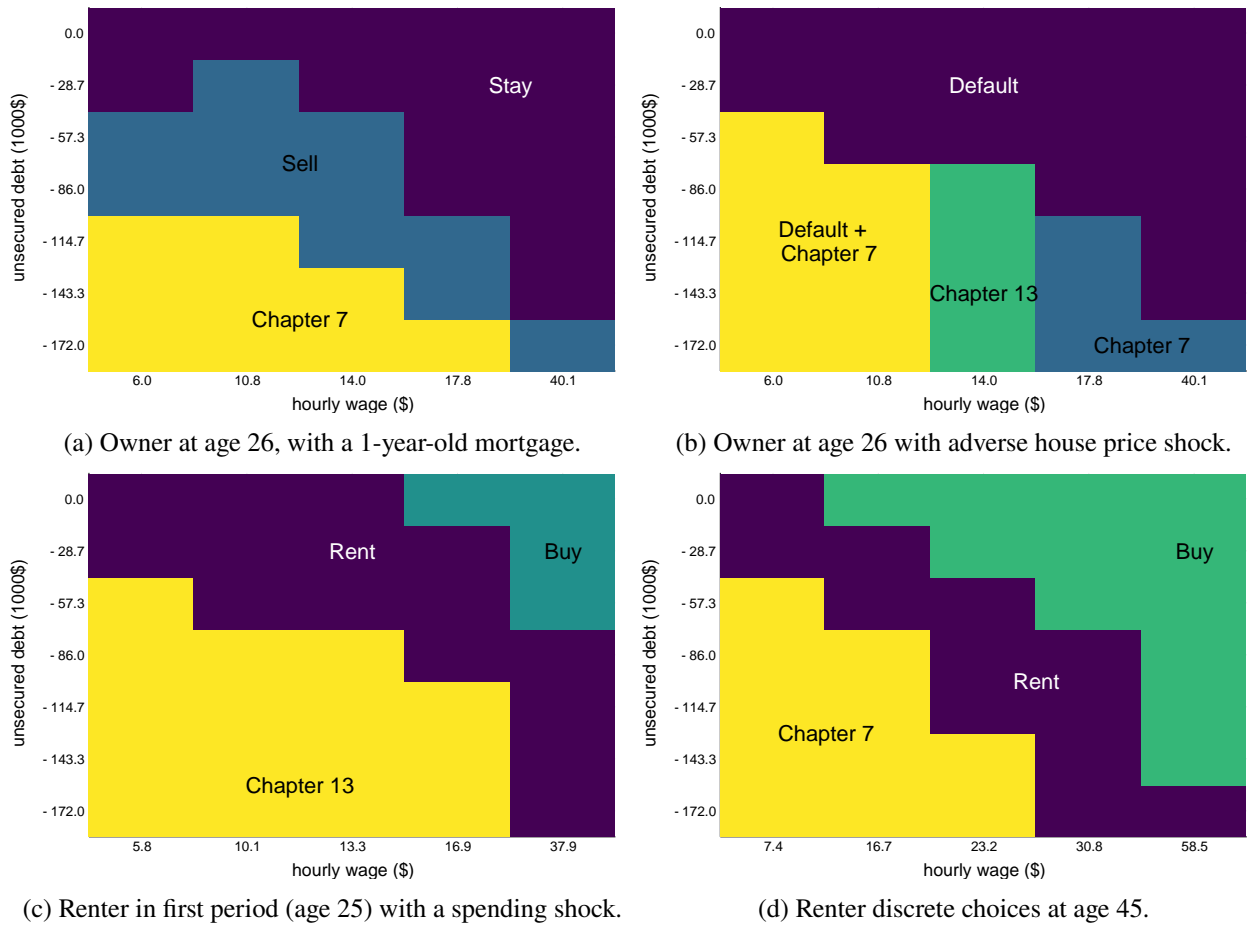 0.0
- 28.7
- 57.3
- 86.0
- 114.7
- 143.3
- 172.0
unsecured debt (1000$)
Stay
Sell
Chapter 7
6.0 10.8 14.0 17.8 40.1
hourly wage ($)
(a) Owner at age 26, with a 1-year-old mortgage.
0.0
- 28.7
- 57.3
- 86.0
- 114.7
- 143.3
- 172.0
unsecured debt (1000$)
Default
Default +
Chapter 7
Chapter 13
Chapter 7
6.0 10.8 14.0 17.8 40.1
hourly wage ($)
(b) Owner at age 26 with adverse house price shock.
0.0
- 28.7
- 57.3
- 86.0
- 114.7
- 143.3
- 172.0
unsecured debt (1000$)
Rent
Buy
Chapter 13
5.8 10.1 13.3 16.9 37.9
hourly wage ($)
(c) Renter in first period (age 25) with a spending shock.
0.0
- 28.7
- 57.3
- 86.0
- 114.7
- 143.3
- 172.0
unsecured debt (1000$)
Buy
Rent
Chapter 7
7.4 16.7 23.2 30.8 58.5
hourly wage ($)
(d) Renter discrete choices at age 45.